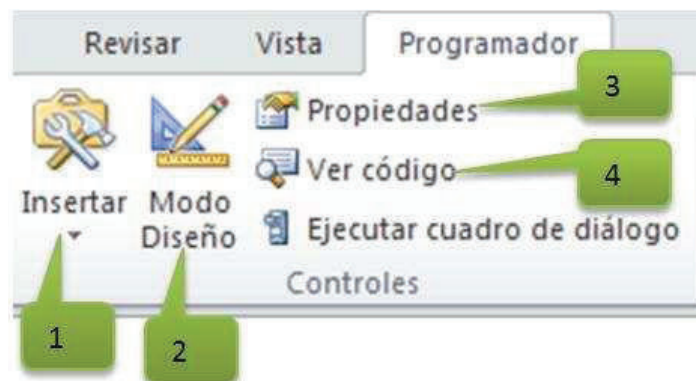 Revisar Vista Programador
Propiedades
3
Ver código
4
Insertar
Modo
Diseño
Ejecutar cuadro de diálogo
Controles
1
2